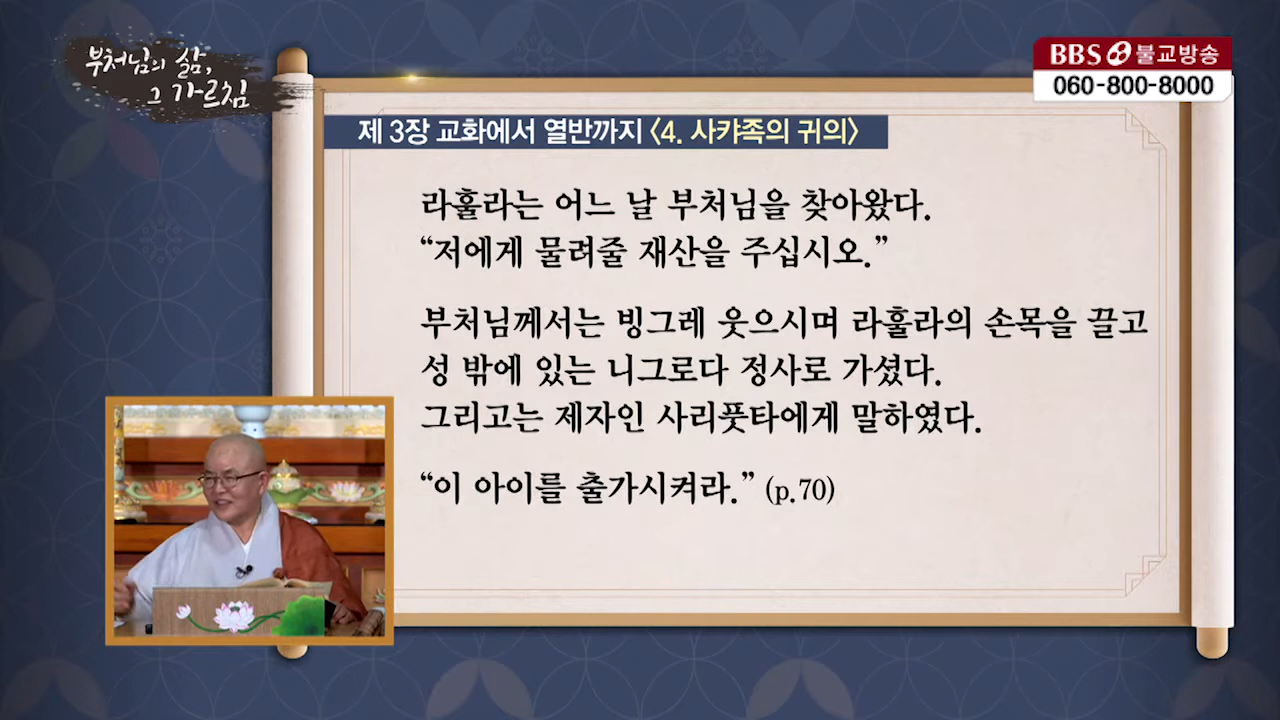 부처님의 삶,
그 가르침
BBS 불교방송
060-800-8000
제 3장 교화에서 열반까지 <4. 사캬족의 귀의>
라훌라는 어느 날 부처님을 찾아왔다.
“저에게 물려줄 재산을 주십시오.”
부처님께서는 빙그레 웃으시며 라훌라의 손목을 끌고
성 밖에 있는 니그로다 정사로 가셨다.
그리고는 제자인 사리풋타에게 말하였다.
“이 아이를 출가시켜라.” (p.70)